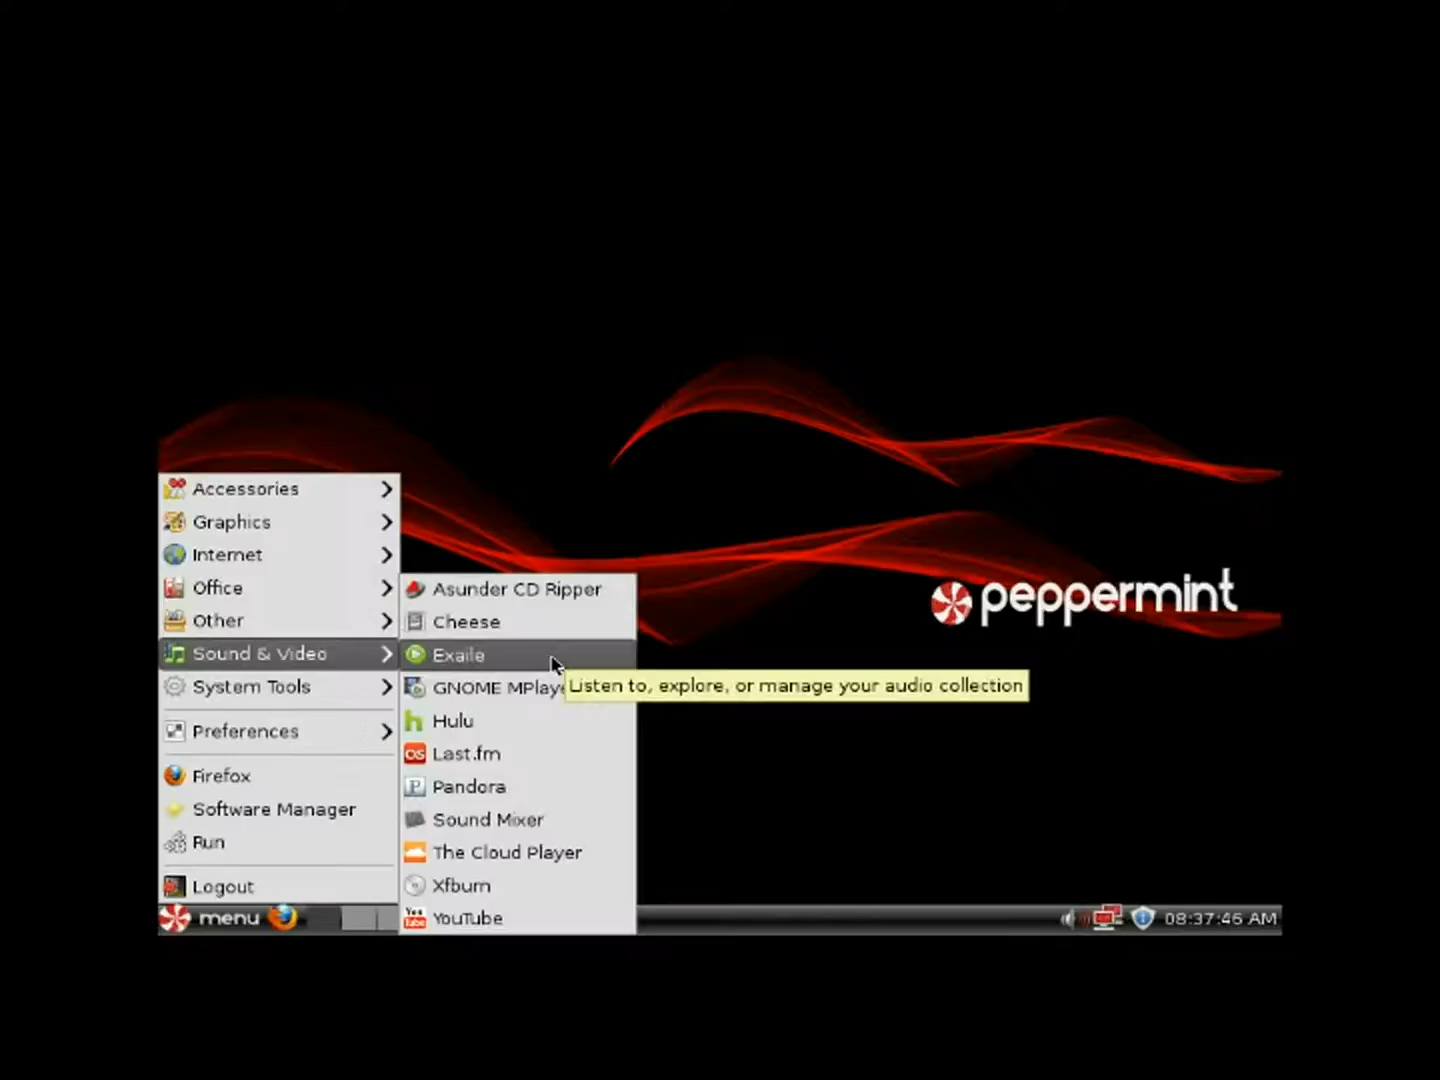 Accessories
Graphics
Internet
Office
Other
Sound & Video
System Tools
Preferences
Firefox
Software Manager
Run
Logout
menu
Asunder CD Ripper
Cheese
Exaile
GNOME MPlaye
Hulu
Last.fm
Pandora
Sound Mixer
The Cloud Player
Xfburn
YouTube
Listen to, explore, or manage your audio collection
peppermint
08:37:46 AM